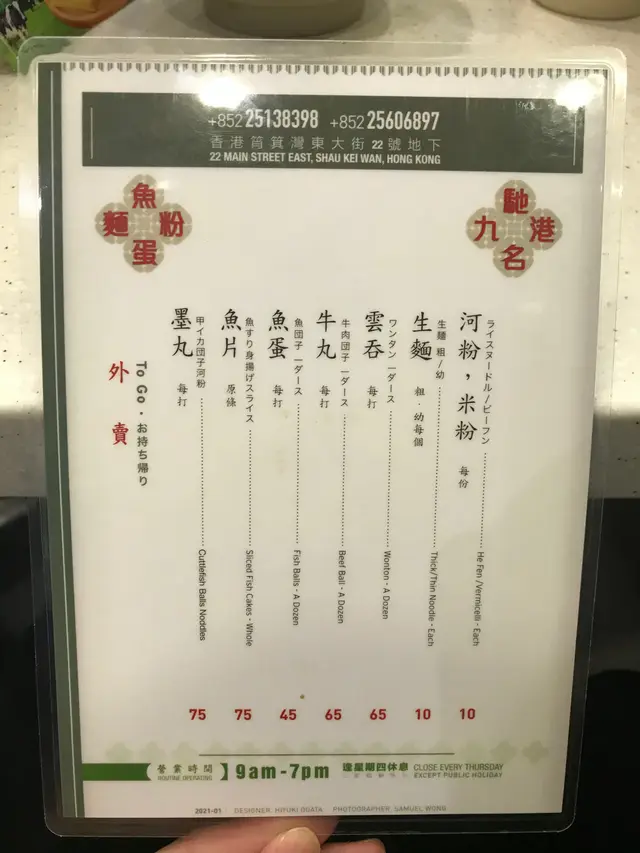 +852 25138398 +852 25606897
香港筲箕灣東大街 22 號地下
22 MAIN STREET EAST, SHAU KEI WAN, HONG KONG
魚
麵 粉
蛋
馳
九 港
名
河粉，米粉 每份
ライスヌードル/ビーフン
He Fen /Vermicelli - Each
10
生麵 粗．幼每個
生麺 粗/幼
Thick/Thin Noodle - Each
10
雲吞 每打
ワンタン 一ダース
Wonton - A Dozen
65
牛丸 每打
牛肉団子 一ダース
Beef Ball - A Dozen
65
魚蛋 每打
魚団子 一ダース
Fish Balls - A Dozen
45
魚片 原條
魚すり身揚げスライス
Sliced Fish Cakes - Whole
75
墨丸 每打
甲イカ団子河粉
Cuttlefish Balls Noddles
75
To Go・お持ち帰り
外賣
營業時間
ROUTINE OPERATING
9am-7pm
逢星期四休息
CLOSE EVERY THURSDAY
EXCEPT PUBLIC HOLIDAY
2021-01 DESIGNER. HIYUKI OGATA PHOTOGRAPHER. SAMUEL WONG